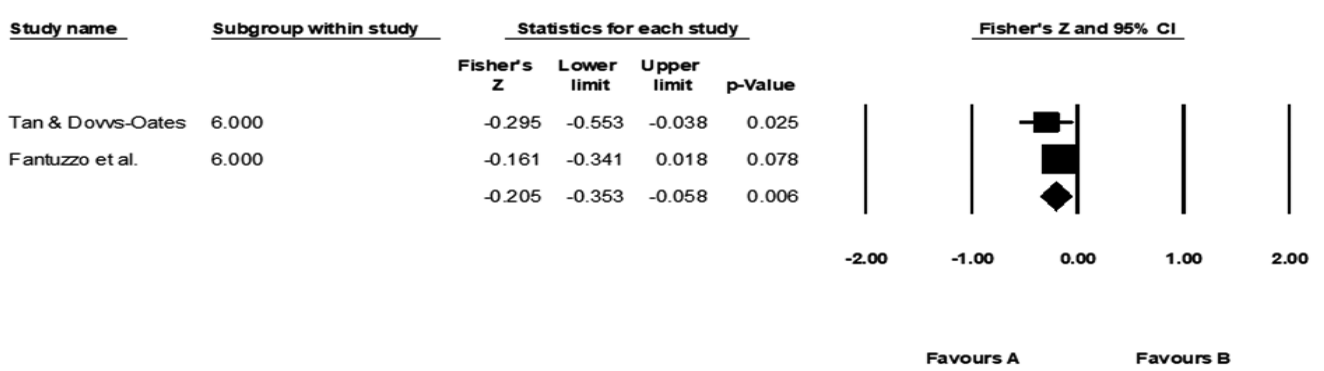 Study name Subgroup within study Statistics for each study Fisher's Z and 95% CI
Fisher's Lower Upper
Z limit limit p-Value
Tan & Dovvs-Oates 6.000 -0.295 -0.553 -0.038 0.025
Fantuzzo et al. 6.000 -0.161 -0.341 0.018 0.078
-0.205 -0.353 -0.058 0.006
-2.00 -1.00 0.00 1.00 2.00
Favours A Favours B